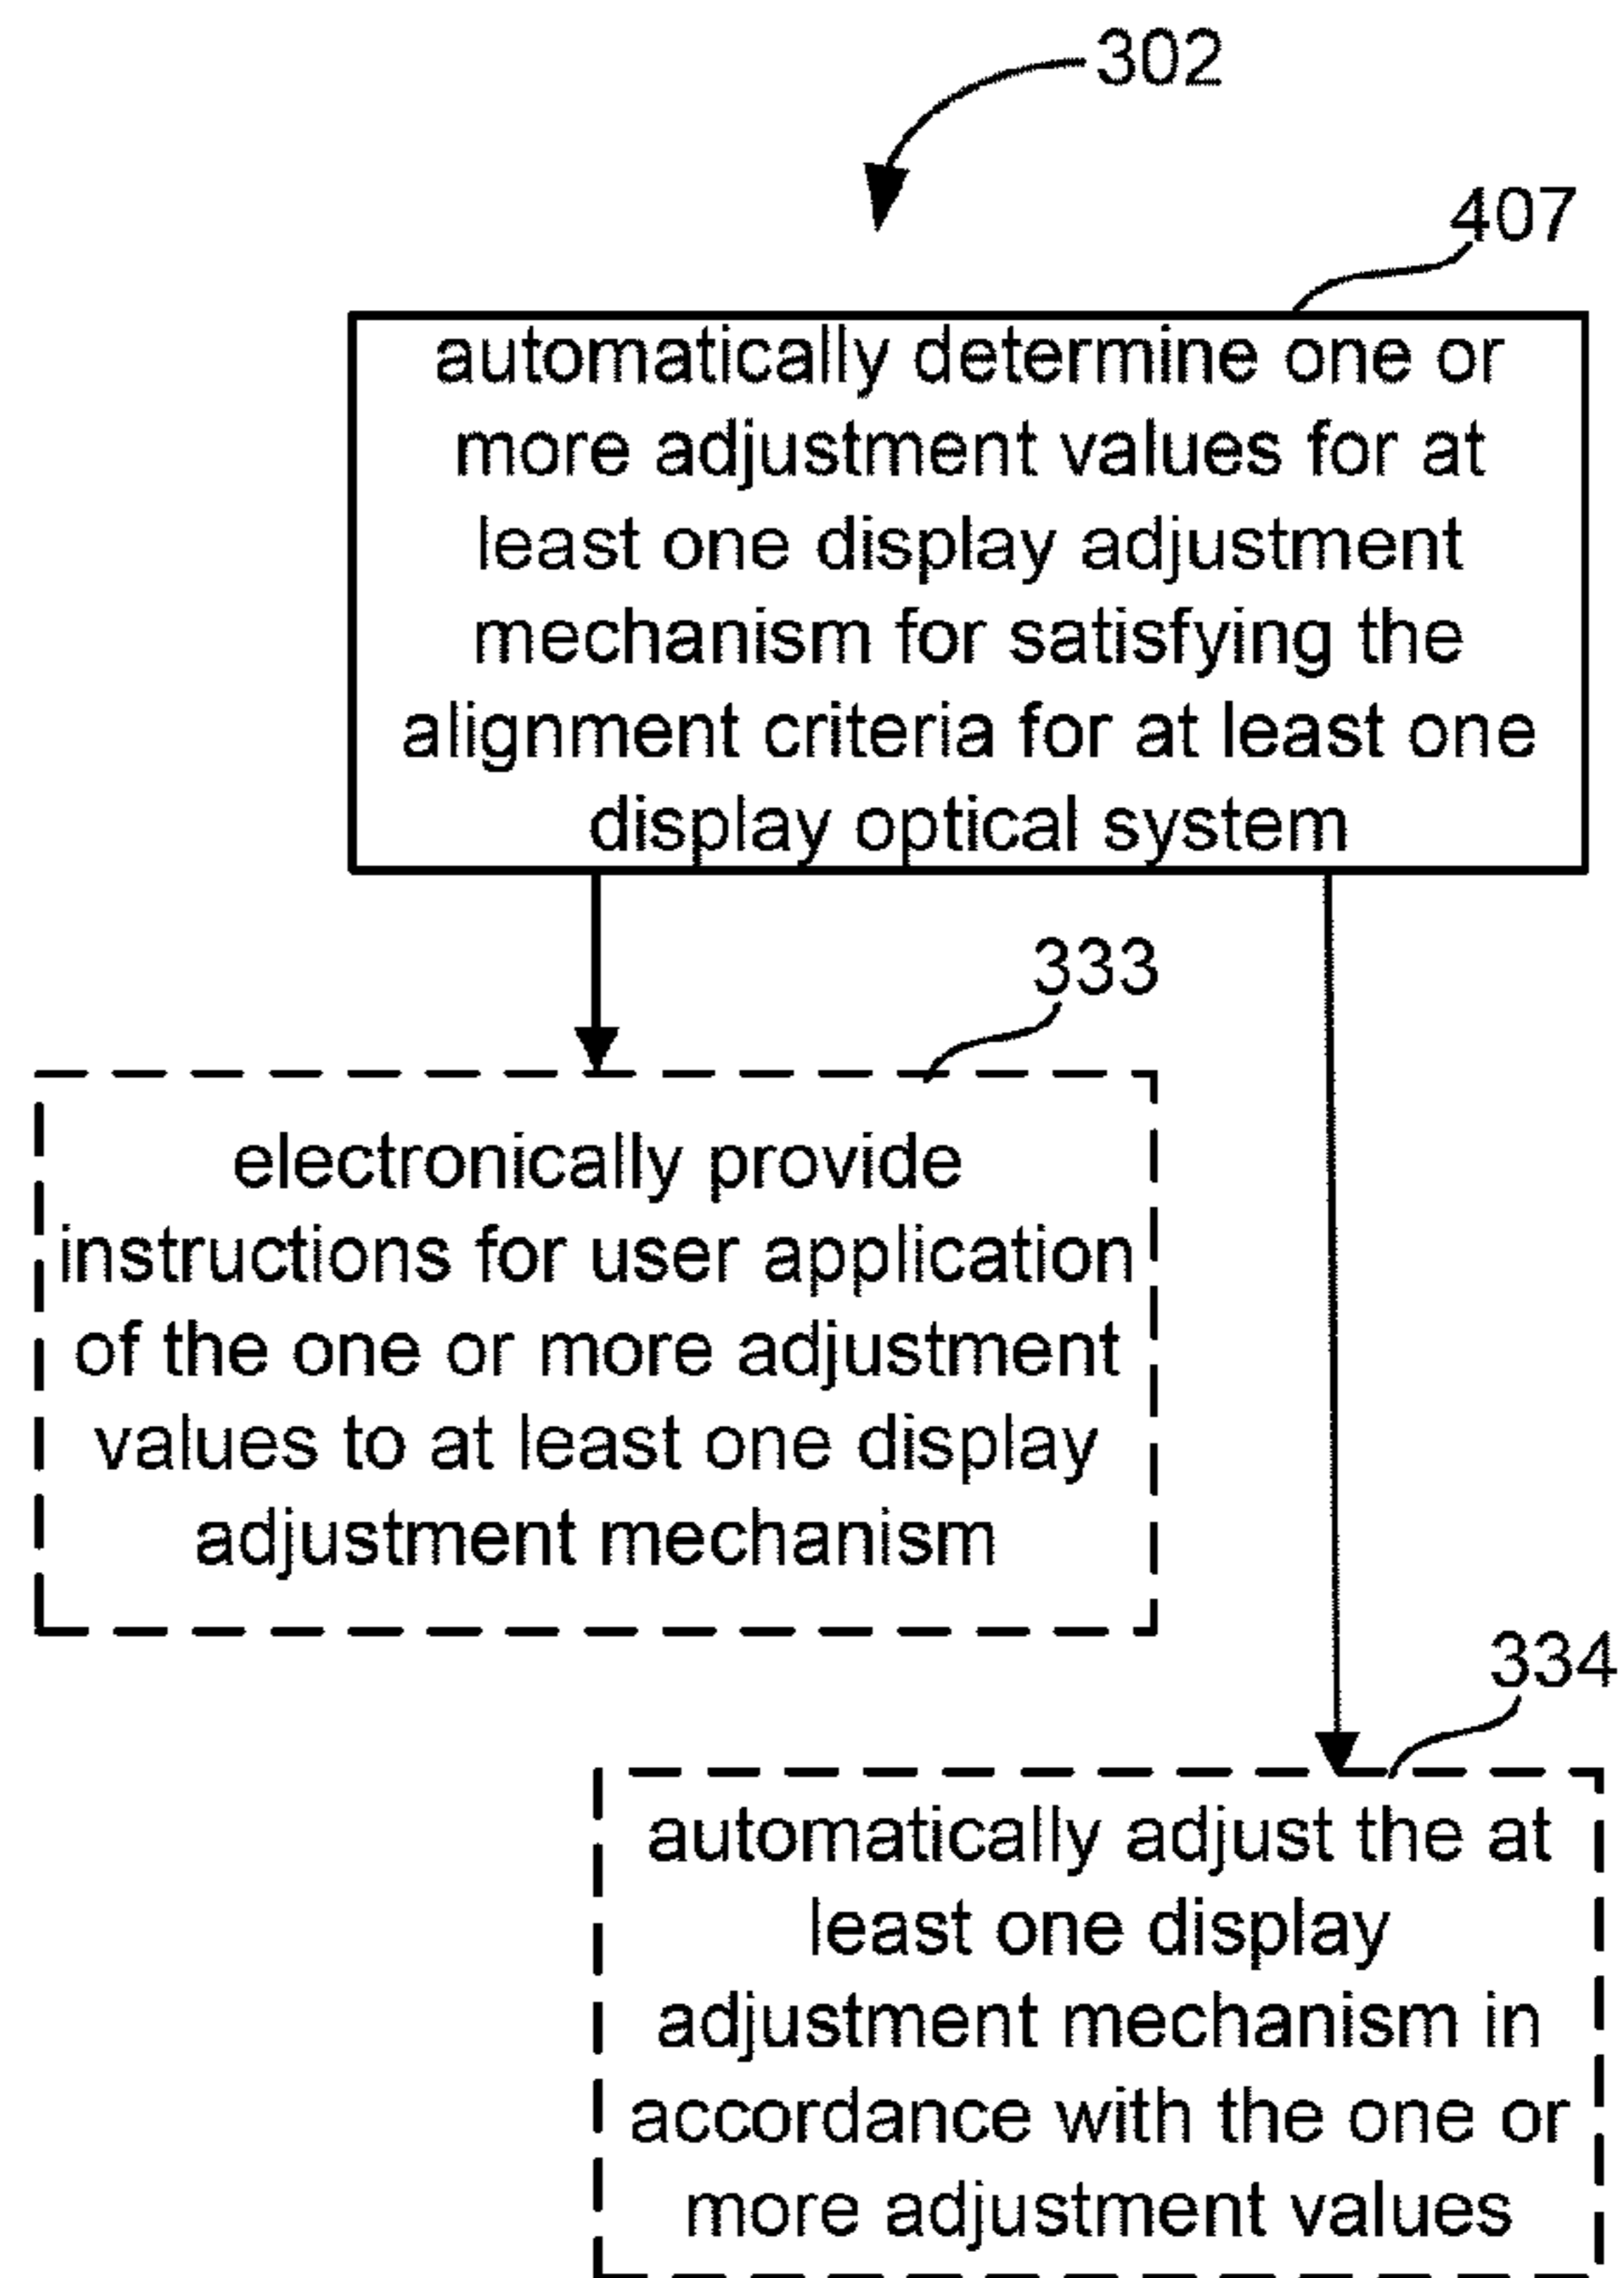 302
407
automatically determine one or
more adjustment values for at
least one display adjustment
mechanism for satisfying the
alignment criteria for at least one
display optical system
333
electronically provide
instructions for user application
of the one or more adjustment
values to at least one display
adjustment mechanism
334
automatically adjust the at
least one display
adjustment mechanism in
accordance with the one or
more adjustment values